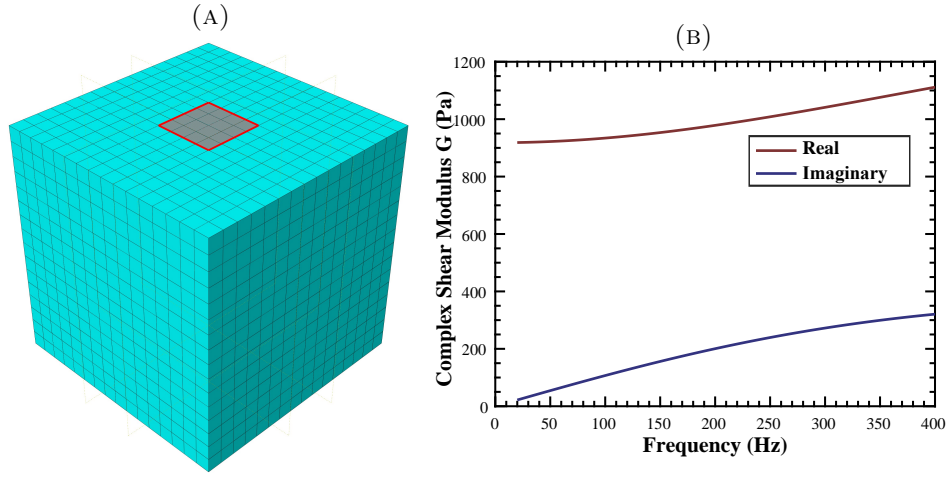 (A)
(B)
Complex Shear Modulus G (Pa)
1200
1000
800
600
400
200
0
Real
Imaginary
0 50 100 150 200 250 300 350 400
Frequency (Hz)